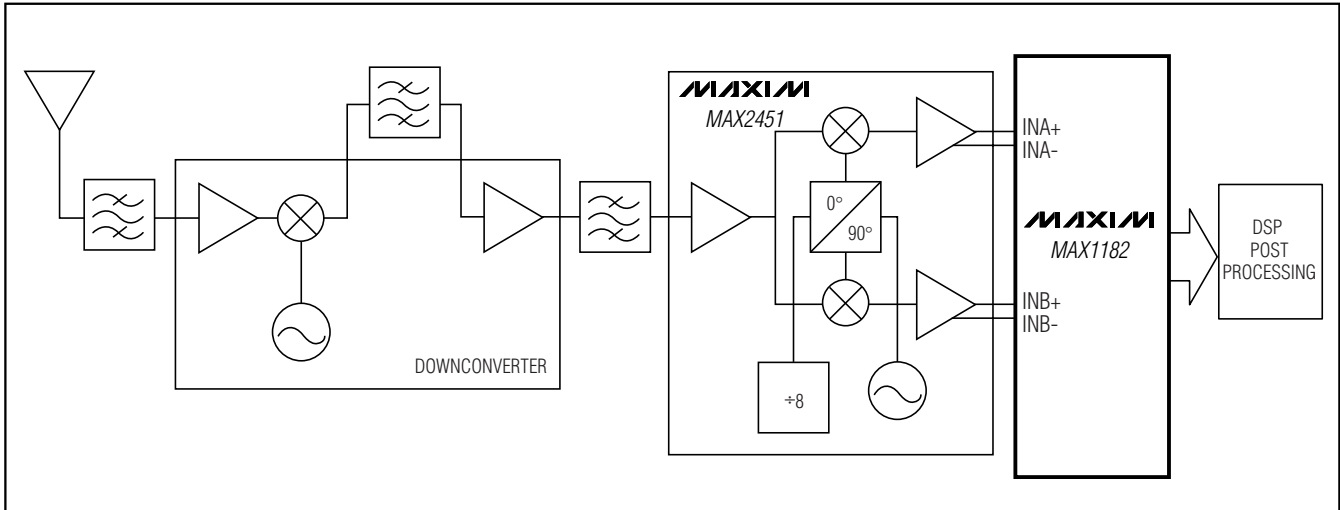 MAXIM
MAX2451
INA+
INA-
0°
90°
MAXIM
MAX1182
DSP
POST
PROCESSING
INB+
INB-
DOWNCONVERTER
÷8